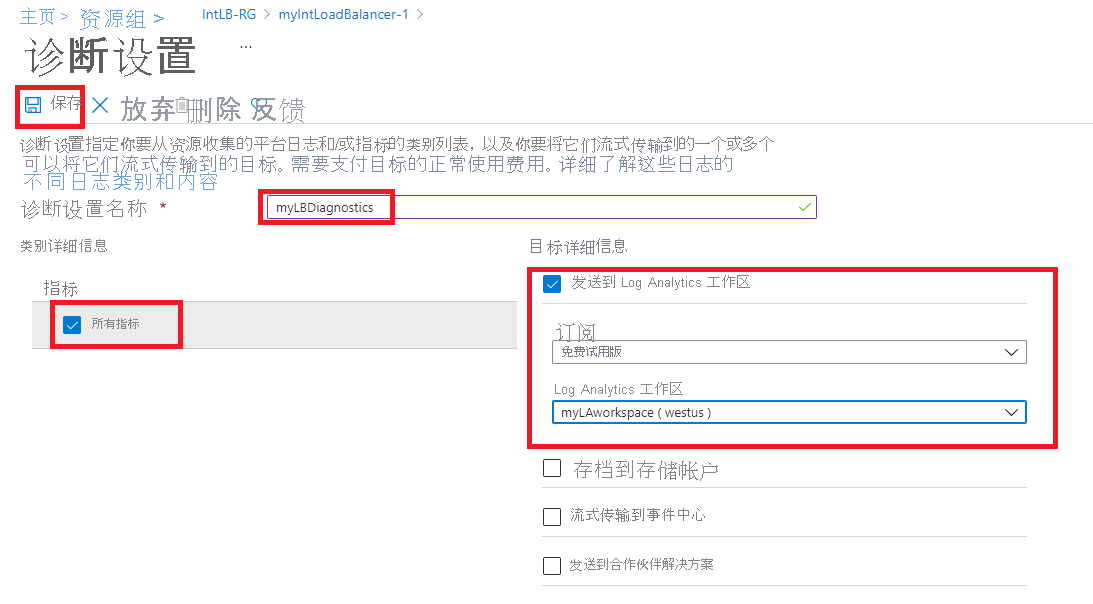 主页 > 资源组 > IntLB-RG > myIntLoadBalancer-1 >
诊断设置 ...
保存 放弃 删除 反馈
诊断设置指定你要从资源收集的平台日志和/或指标的类别列表，以及你要将它们流式传输到的一个或多个
可以将它们流式传输到的目标。需要支付目标的正常使用费用。详细了解这些日志的
不同日志类别和内容
诊断设置名称 * myLBDiagnostics
类别详细信息
指标
所有指标
目标详细信息
发送到 Log Analytics 工作区
订阅
免费试用版
Log Analytics 工作区
myLAworkspace ( westus )
存档到存储帐户
流式传输到事件中心
发送到合作伙伴解决方案